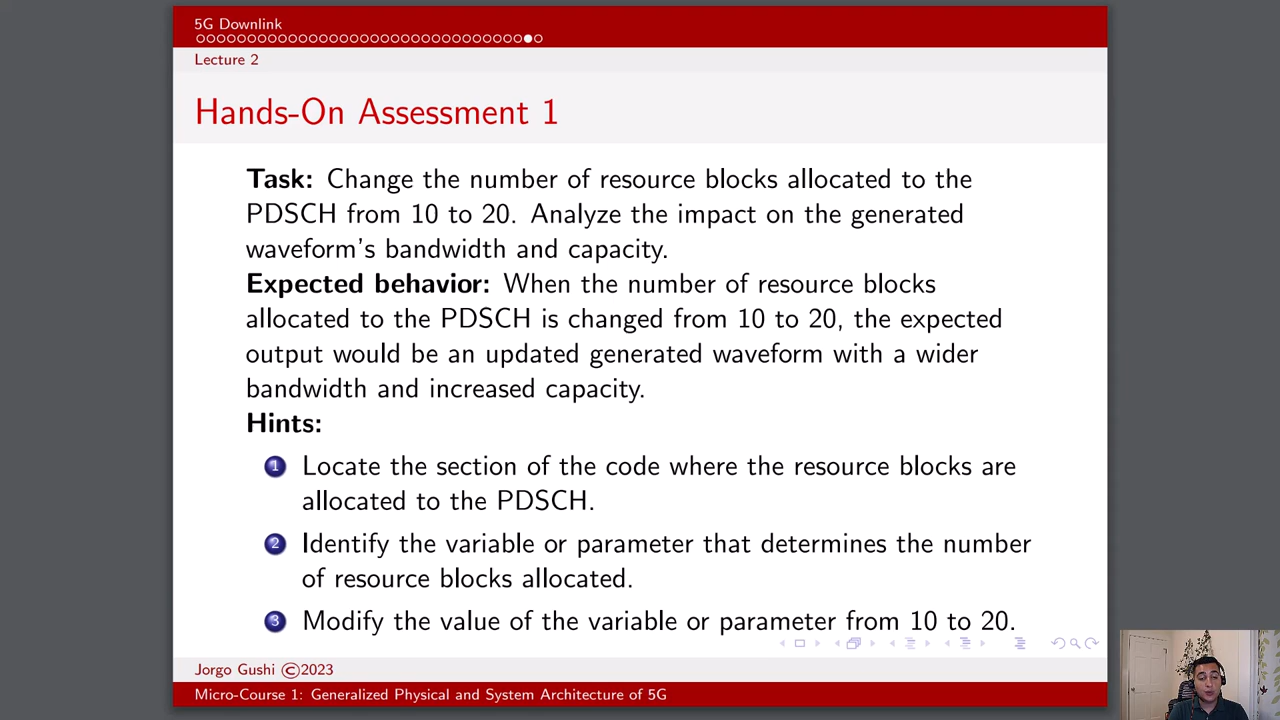 5G Downlink
Lecture 2
Hands-On Assessment 1
Task: Change the number of resource blocks allocated to the
PDSCH from 10 to 20. Analyze the impact on the generated
waveform's bandwidth and capacity.
Expected behavior: When the number of resource blocks
allocated to the PDSCH is changed from 10 to 20, the expected
output would be an updated generated waveform with a wider
bandwidth and increased capacity.
Hints:
1 Locate the section of the code where the resource blocks are
allocated to the PDSCH.
2 Identify the variable or parameter that determines the number
of resource blocks allocated.
3 Modify the value of the variable or parameter from 10 to 20.
Jorgo Gushi ©2023
Micro-Course 1: Generalized Physical and System Architecture of 5G